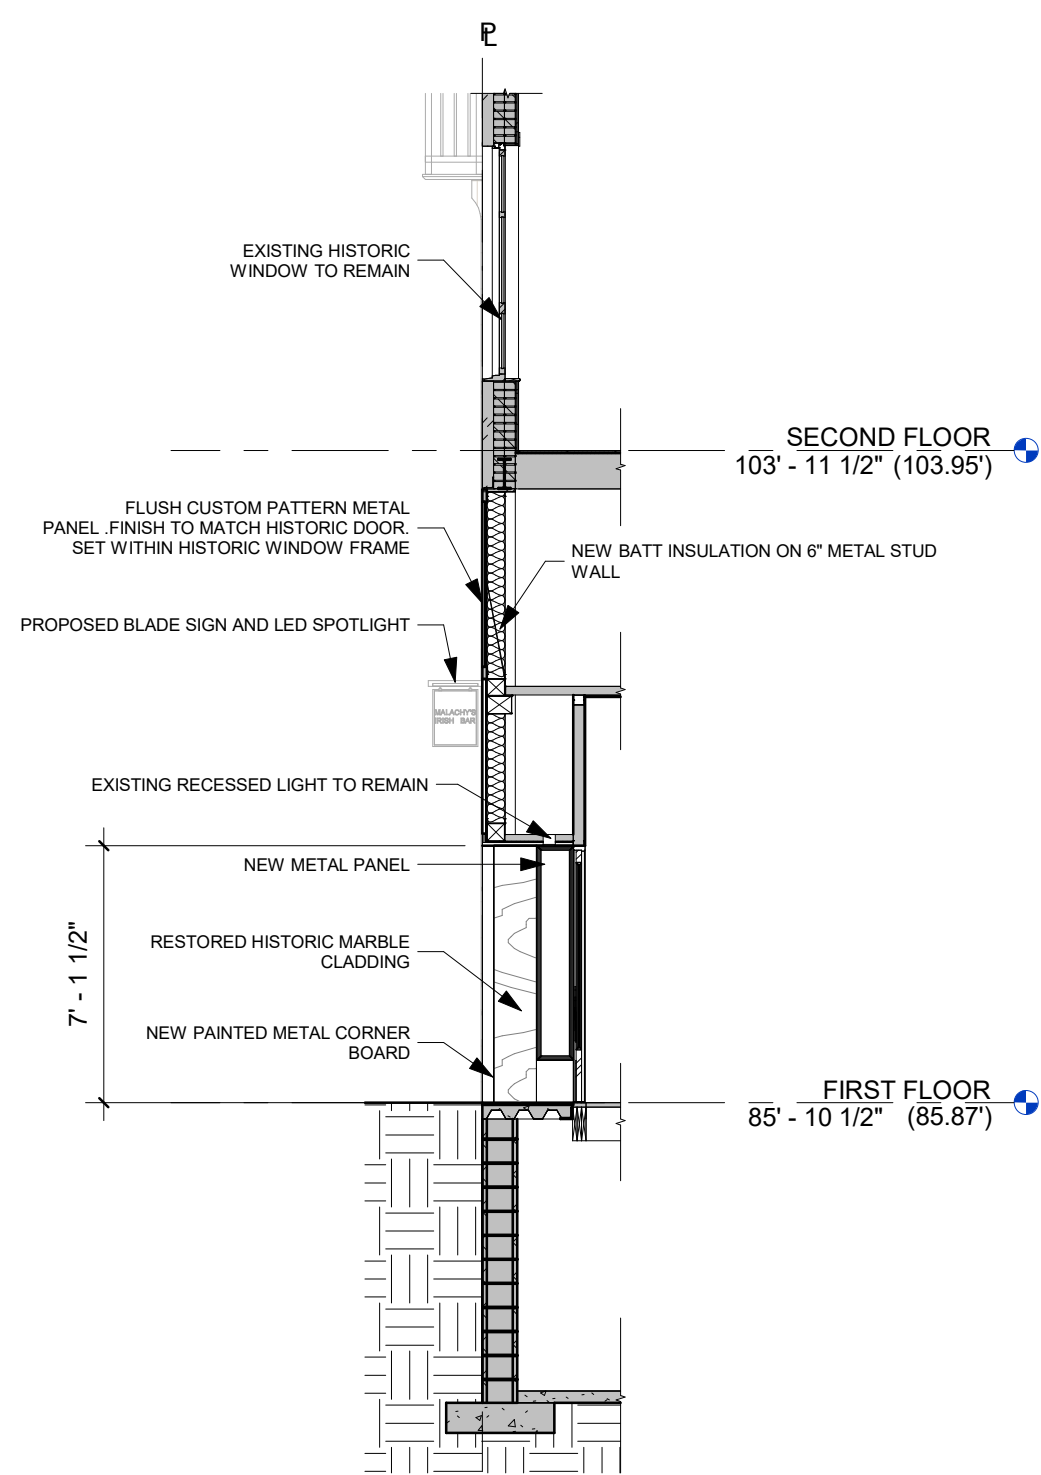 PL
EXISTING HISTORIC
WINDOW TO REMAIN
SECOND FLOOR
103' - 11 1/2" (103.95')
FLUSH CUSTOM PATTERN METAL
PANEL .FINISH TO MATCH HISTORIC DOOR.
SET WITHIN HISTORIC WINDOW FRAME
NEW BATT INSULATION ON 6" METAL STUD
WALL
PROPOSED BLADE SIGN AND LED SPOTLIGHT
MALACHY'S
IRISH BAR
EXISTING RECESSED LIGHT TO REMAIN
NEW METAL PANEL
7' - 1 1/2"
RESTORED HISTORIC MARBLE
CLADDING
NEW PAINTED METAL CORNER
BOARD
FIRST FLOOR
85' - 10 1/2" (85.87')